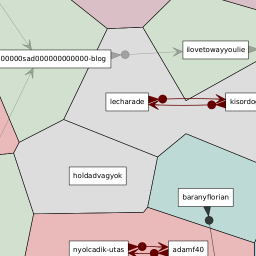 ilovetowayyoulie
00000sad000000000000-blog
lecharade
kisordo
holdadvagyok
baranyflorian
nyolcadik-utas
adamf40